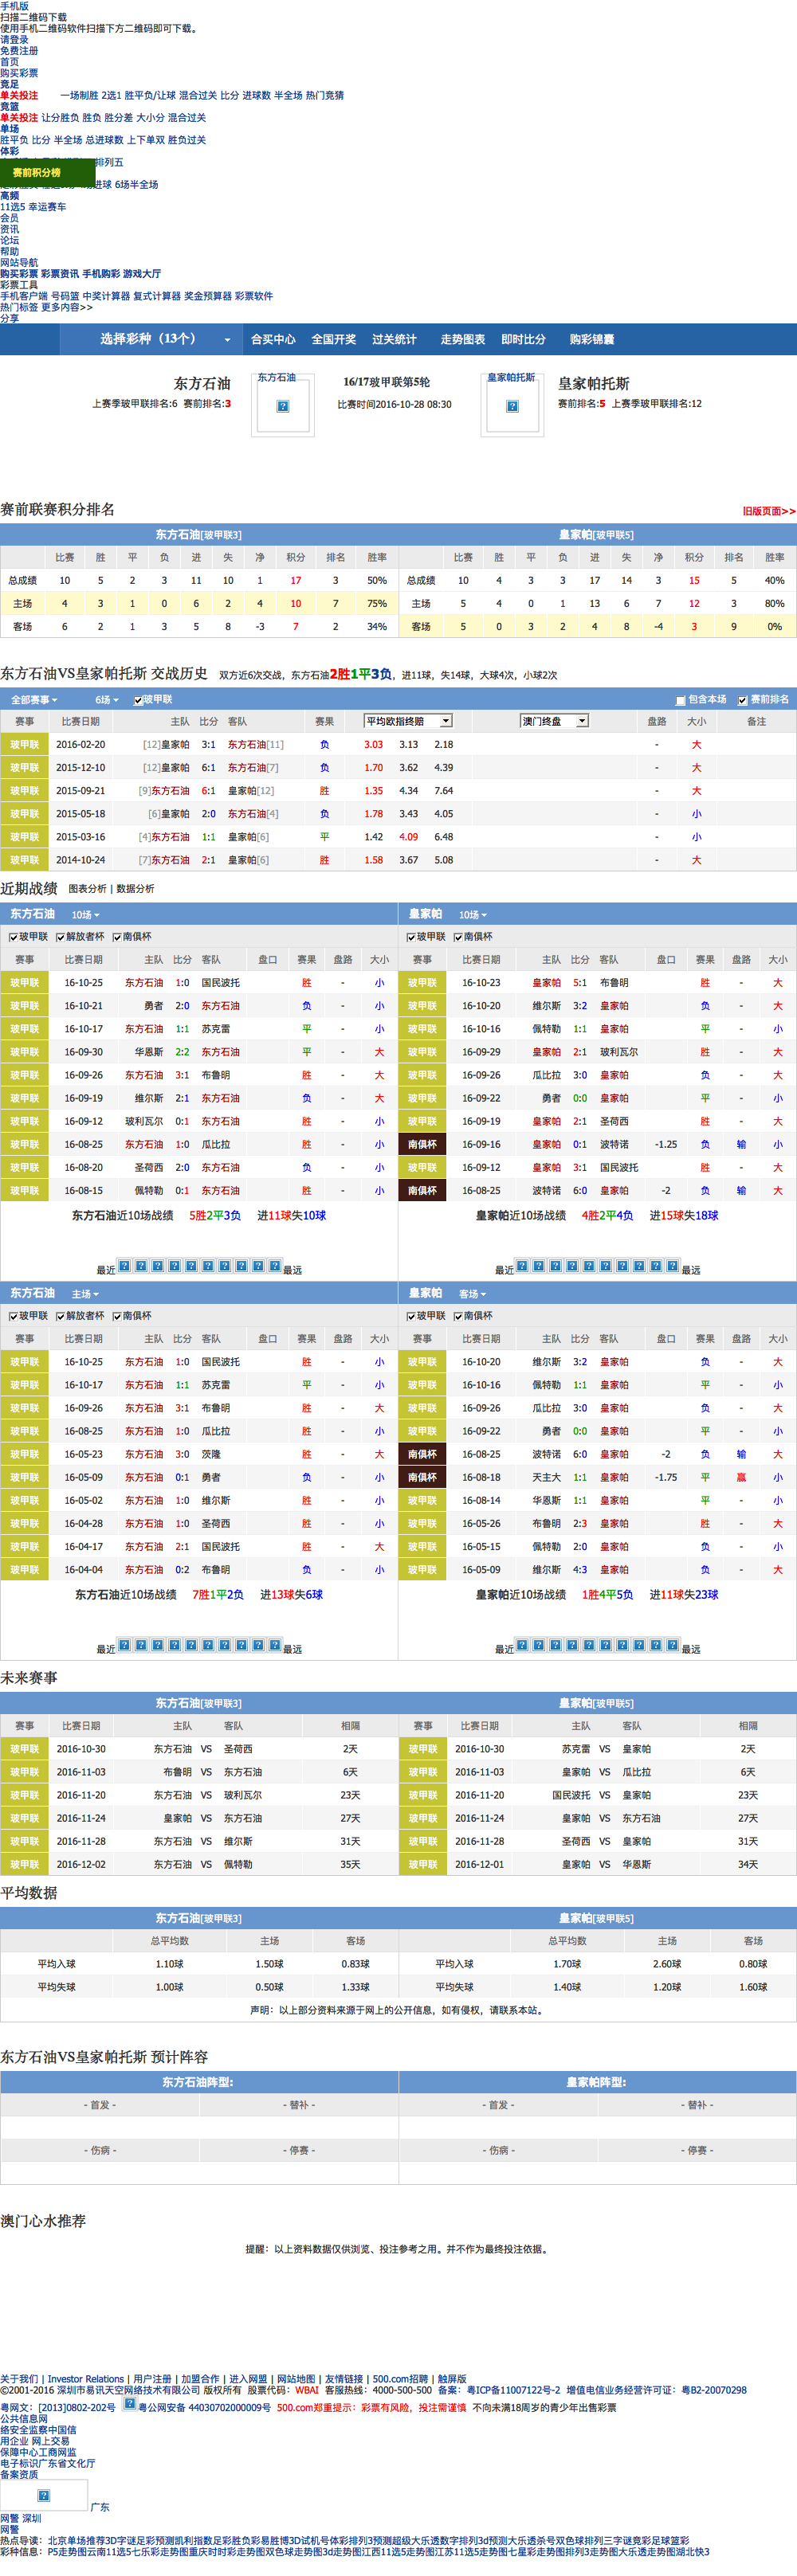 手机版
扫描二维码下载
使用手机二维码软件扫描下方二维码即可下载。
请登录
免费注册
首页
购买彩票
竞足
单关投注 一场制胜 2选1 胜平负/让球 混合过关 比分 进球数 半全场 热门竞猜
竞篮
单关投注 让分胜负 胜负 胜分差 大小分 混合过关
单场
胜平负 比分 半全场 总进球数 上下单双 胜负过关
体彩
排列五
赛前积分榜
进球 6场半全场
高频
11选5 幸运赛车
会员
资讯
论坛
帮助
网站导航
购买彩票 彩票资讯 手机购彩 游戏大厅
彩票工具
手机客户端 号码篮 中奖计算器 复式计算器 奖金预算器 彩票软件
热门标签 更多内容>>
分享
选择彩种（13个） 合买中心 全国开奖 过关统计 走势图表 即时比分 购彩锦囊
东方石油 东方石油 16/17玻甲联第5轮 皇家帕托斯 皇家帕托斯
上赛季玻甲联排名:6 赛前排名:3 比赛时间2016-10-28 08:30 赛前排名:5 上赛季玻甲联排名:12
赛前联赛积分排名 旧版页面>>
东方石油[玻甲联3] 皇家帕[玻甲联5]
比赛 胜 平 负 进 失 净 积分 排名 胜率 比赛 胜 平 负 进 失 净 积分 排名 胜率
总成绩 10 5 2 3 11 10 1 17 3 50% 总成绩 10 4 3 3 17 14 3 15 5 40%
主场 4 3 1 0 6 2 4 10 7 75% 主场 5 4 0 1 13 6 7 12 3 80%
客场 6 2 1 3 5 8 -3 7 2 34% 客场 5 0 3 2 4 8 -4 3 9 0%
东方石油VS皇家帕托斯 交战历史 双方近6次交战，东方石油2胜1平3负，进11球，失14球，大球4次，小球2次
全部赛事 6场 玻甲联 包含本场 赛前排名
赛事 比赛日期 主队 比分 客队 赛果 平均欧指终赔 澳门终盘 盘路 大小 备注
玻甲联 2016-02-20 [12]皇家帕 3:1 东方石油[11] 负 3.03 3.13 2.18 - 大
玻甲联 2015-12-10 [12]皇家帕 6:1 东方石油[7] 负 1.70 3.62 4.39 - 大
玻甲联 2015-09-21 [9]东方石油 6:1 皇家帕[12] 胜 1.35 4.34 7.64 - 大
玻甲联 2015-05-18 [6]皇家帕 2:0 东方石油[4] 负 1.78 3.43 4.05 - 小
玻甲联 2015-03-16 [4]东方石油 1:1 皇家帕[6] 平 1.42 4.09 6.48 - 小
玻甲联 2014-10-24 [7]东方石油 2:1 皇家帕[6] 胜 1.58 3.67 5.08 - 大
近期战绩 图表分析 | 数据分析
东方石油 10场 皇家帕 10场
玻甲联 解放者杯 南俱杯 玻甲联 南俱杯
赛事 比赛日期 主队 比分 客队 盘口 赛果 盘路 大小 赛事 比赛日期 主队 比分 客队 盘口 赛果 盘路 大小
玻甲联 16-10-25 东方石油 1:0 国民波托 胜 - 小 玻甲联 16-10-23 皇家帕 5:1 布鲁明 胜 - 大
玻甲联 16-10-21 勇者 2:0 东方石油 负 - 小 玻甲联 16-10-20 维尔斯 3:2 皇家帕 负 - 大
玻甲联 16-10-17 东方石油 1:1 苏克雷 平 - 小 玻甲联 16-10-16 佩特勒 1:1 皇家帕 平 - 小
玻甲联 16-09-30 华恩斯 2:2 东方石油 平 - 大 玻甲联 16-09-29 皇家帕 2:1 玻利瓦尔 胜 - 大
玻甲联 16-09-26 东方石油 3:1 布鲁明 胜 - 大 玻甲联 16-09-26 瓜比拉 3:0 皇家帕 负 - 大
玻甲联 16-09-19 维尔斯 2:1 东方石油 负 - 大 玻甲联 16-09-22 勇者 0:0 皇家帕 平 - 小
玻甲联 16-09-12 玻利瓦尔 0:1 东方石油 胜 - 小 玻甲联 16-09-19 皇家帕 2:1 圣荷西 胜 - 大
玻甲联 16-08-25 东方石油 1:0 瓜比拉 胜 - 小 南俱杯 16-09-16 皇家帕 0:1 波特诺 -1.25 负 输 小
玻甲联 16-08-20 圣荷西 2:0 东方石油 负 - 小 玻甲联 16-09-12 皇家帕 3:1 国民波托 胜 - 大
玻甲联 16-08-15 佩特勒 0:1 东方石油 胜 - 小 南俱杯 16-08-25 波特诺 6:0 皇家帕 -2 负 输 大
东方石油近10场战绩 5胜2平3负 进11球失10球 皇家帕近10场战绩 4胜2平4负 进15球失18球
最近 最远 最近 最远
东方石油 主场 皇家帕 客场
玻甲联 解放者杯 南俱杯 玻甲联 南俱杯
赛事 比赛日期 主队 比分 客队 盘口 赛果 盘路 大小 赛事 比赛日期 主队 比分 客队 盘口 赛果 盘路 大小
玻甲联 16-10-25 东方石油 1:0 国民波托 胜 - 小 玻甲联 16-10-20 维尔斯 3:2 皇家帕 负 - 大
玻甲联 16-10-17 东方石油 1:1 苏克雷 平 - 小 玻甲联 16-10-16 佩特勒 1:1 皇家帕 平 - 小
玻甲联 16-09-26 东方石油 3:1 布鲁明 胜 - 大 玻甲联 16-09-26 瓜比拉 3:0 皇家帕 负 - 大
玻甲联 16-08-25 东方石油 1:0 瓜比拉 胜 - 小 玻甲联 16-09-22 勇者 0:0 皇家帕 平 - 小
玻甲联 16-05-23 东方石油 3:0 茨隆 胜 - 大 南俱杯 16-08-25 波特诺 6:0 皇家帕 -2 负 输 大
玻甲联 16-05-09 东方石油 0:1 勇者 负 - 小 南俱杯 16-08-18 天主大 1:1 皇家帕 -1.75 平 赢 小
玻甲联 16-05-02 东方石油 1:0 维尔斯 胜 - 小 玻甲联 16-08-14 华恩斯 1:1 皇家帕 平 - 小
玻甲联 16-04-28 东方石油 1:0 圣荷西 胜 - 小 玻甲联 16-05-26 布鲁明 2:3 皇家帕 胜 - 大
玻甲联 16-04-17 东方石油 2:1 国民波托 胜 - 大 玻甲联 16-05-15 佩特勒 2:0 皇家帕 负 - 小
玻甲联 16-04-04 东方石油 0:2 布鲁明 负 - 小 玻甲联 16-05-09 维尔斯 4:3 皇家帕 负 - 大
东方石油近10场战绩 7胜1平2负 进13球失6球 皇家帕近10场战绩 1胜4平5负 进11球失23球
最近 最远 最近 最远
未来赛事
东方石油[玻甲联3] 皇家帕[玻甲联5]
赛事 比赛日期 主队 客队 相隔 赛事 比赛日期 主队 客队 相隔
玻甲联 2016-10-30 东方石油 VS 圣荷西 2天 玻甲联 2016-10-30 苏克雷 VS 皇家帕 2天
玻甲联 2016-11-03 布鲁明 VS 东方石油 6天 玻甲联 2016-11-03 皇家帕 VS 瓜比拉 6天
玻甲联 2016-11-20 东方石油 VS 玻利瓦尔 23天 玻甲联 2016-11-20 国民波托 VS 皇家帕 23天
玻甲联 2016-11-24 皇家帕 VS 东方石油 27天 玻甲联 2016-11-24 皇家帕 VS 东方石油 27天
玻甲联 2016-11-28 东方石油 VS 维尔斯 31天 玻甲联 2016-11-28 圣荷西 VS 皇家帕 31天
玻甲联 2016-12-02 东方石油 VS 佩特勒 35天 玻甲联 2016-12-01 皇家帕 VS 华恩斯 34天
平均数据
东方石油[玻甲联3] 皇家帕[玻甲联5]
总平均数 主场 客场 总平均数 主场 客场
平均入球 1.10球 1.50球 0.83球 平均入球 1.70球 2.60球 0.80球
平均失球 1.00球 0.50球 1.33球 平均失球 1.40球 1.20球 1.60球
声明：以上部分资料来源于网上的公开信息，如有侵权，请联系本站。
东方石油VS皇家帕托斯 预计阵容
东方石油阵型: 皇家帕阵型:
- 首发 - - 替补 - - 首发 - - 替补 -
- 伤病 - - 停赛 - - 伤病 - - 停赛 -
澳门心水推荐
提醒：以上资料数据仅供浏览、投注参考之用。并不作为最终投注依据。
关于我们 | Investor Relations | 用户注册 | 加盟合作 | 进入网盟 | 网站地图 | 友情链接 | 500.com招聘 | 触屏版
©2001-2016 深圳市易讯天空网络技术有限公司 版权所有 股票代码：WBAI 客服热线：4000-500-500 备案：粤ICP备11007122号-2 增值电信业务经营许可证：粤B2-20070298
粤网文：[2013]0802-202号 粤公网安备 44030702000009号 500.com郑重提示：彩票有风险，投注需谨慎 不向未满18周岁的青少年出售彩票
公共信息网
络安全监察中国信
用企业 网上交易
保障中心工商网监
电子标识广东省文化厅
备案资质
广东
网警 深圳
网警
热点导读：北京单场推荐3D字谜足彩预测凯利指数足彩胜负彩易胜博3D试机号体彩排列3预测超级大乐透数字排列3d预测大乐透杀号双色球排列三字谜竞彩足球篮彩
彩种信息：P5走势图云南11选5七乐彩走势图重庆时时彩走势图双色球走势图3d走势图江西11选5走势图江苏11选5走势图七星彩走势图排列3走势图大乐透走势图湖北快3